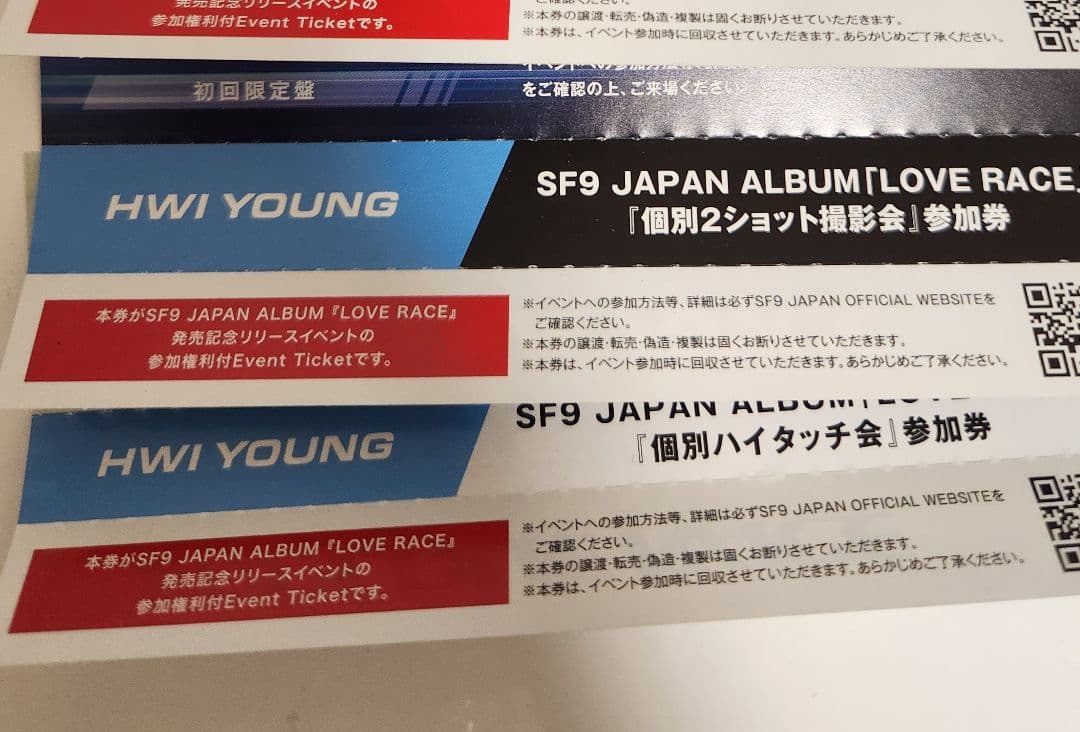 発売記念リリースイベントの
参加権利付Event Ticketです。
ご確認ください。
※本券の譲渡・転売・偽造・複製は固くお断りさせていただきます。
※本券は、イベント参加時に回収させていただきます。あらかじめご了承ください。
初回限定盤
をご確認の上、ご来場ください。
HWI YOUNG
SF9 JAPAN ALBUM「LOVE RACE」
『個別2ショット撮影会』参加券
本券がSF9 JAPAN ALBUM『LOVE RACE』
発売記念リリースイベントの
参加権利付Event Ticketです。
※イベントへの参加方法等、詳細は必ずSF9 JAPAN OFFICIAL WEBSITEを
ご確認ください。
※本券の譲渡・転売・偽造・複製は固くお断りさせていただきます。
※本券は、イベント参加時に回収させていただきます。あらかじめご了承ください。
HWI YOUNG
SF9 JAPAN ALBUM
『個別ハイタッチ会』参加券
本券がSF9 JAPAN ALBUM『LOVE RACE』
発売記念リリースイベントの
参加権利付Event Ticketです。
※イベントへの参加方法等、詳細は必ずSF9 JAPAN OFFICIAL WEBSITEを
ご確認ください。
※本券の譲渡・転売・偽造・複製は固くお断りさせていただきます。
※本券は、イベント参加時に回収させていただきます。あらかじめご了承ください。